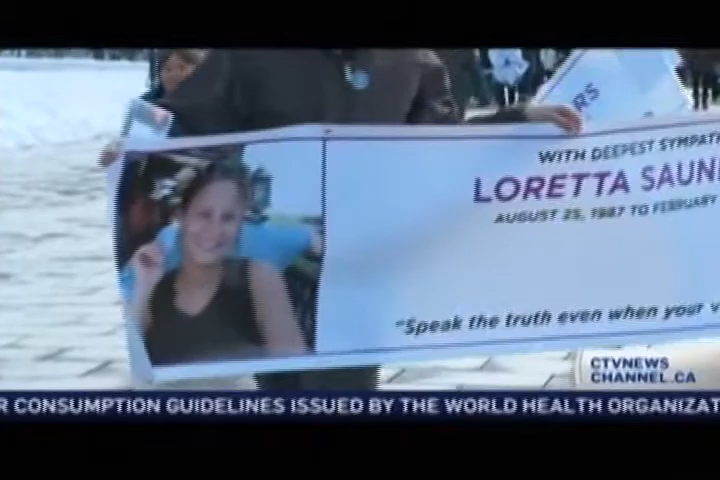 RS
WITH DEEPEST SYMPAT
LORETTA SAUN
AUGUST 25, 1987 TO FEBRUARY
"Speak the truth even when your v
CTVNEWS
CHANNEL.CA
R CONSUMPTION GUIDELINES ISSUED BY THE WORLD HEALTH ORGANIZAT